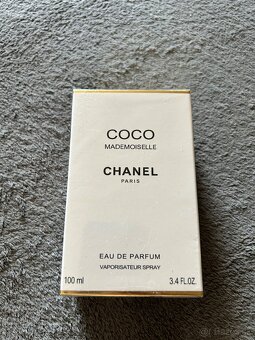 COCO
MADEMOISELLE
CHANEL
PARIS
EAU DE PARFUM
VAPORISATEUR SPRAY
100 ml 3.4 FL.OZ.